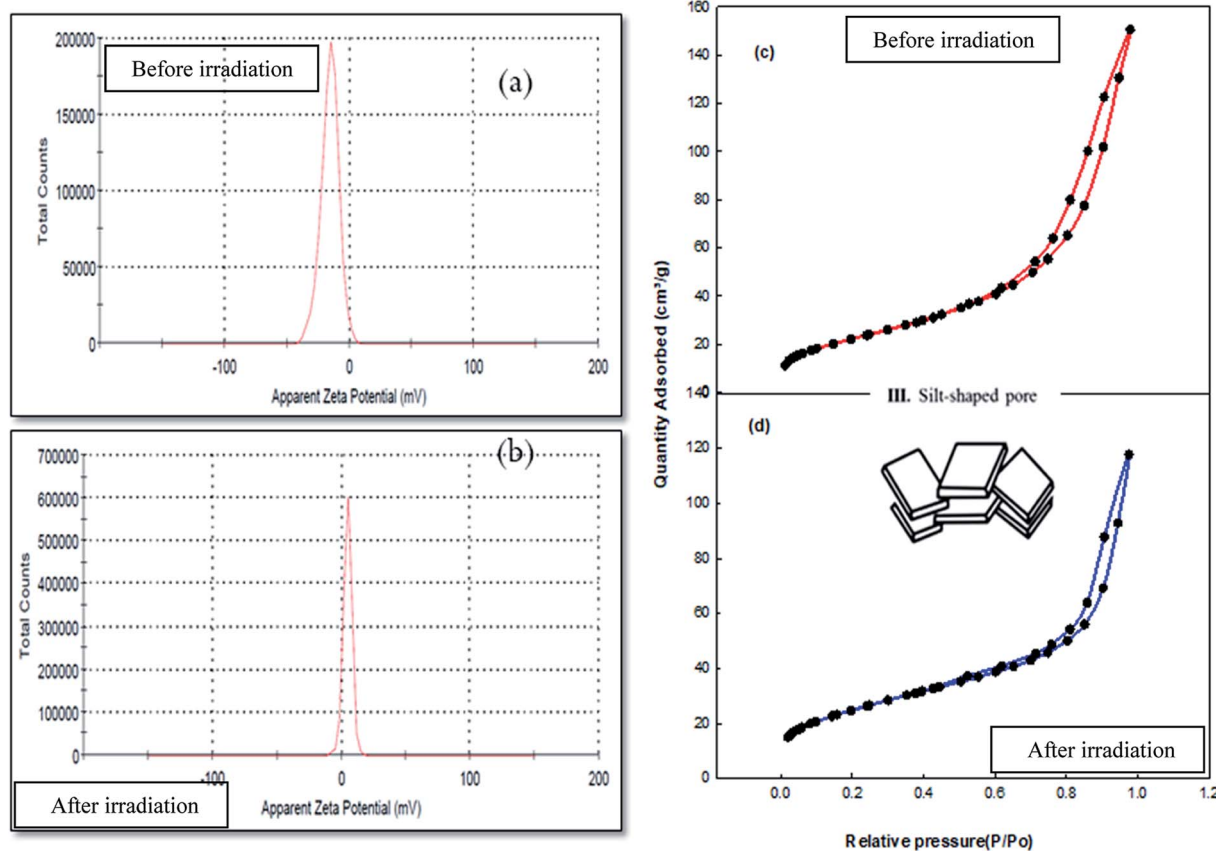 200000
150000
100000
50000
0
-100
0
100
200
Total Counts
Apparent Zeta Potential (mV)
Before irradiation
(a)
700000
600000
500000
400000
300000
200000
100000
0
-100
0
100
200
Total Counts
Apparent Zeta Potential (mV)
After irradiation
(b)
160
140
120
100
80
60
40
20
(c)
Before irradiation
Quantity Adsorbed (cm³/g)
140
III. Silt-shaped pore
(d)
120
100
80
60
40
20
0
After irradiation
0.0
0.2
0.4
0.6
0.8
1.0
1.2
Relative pressure(P/Po)